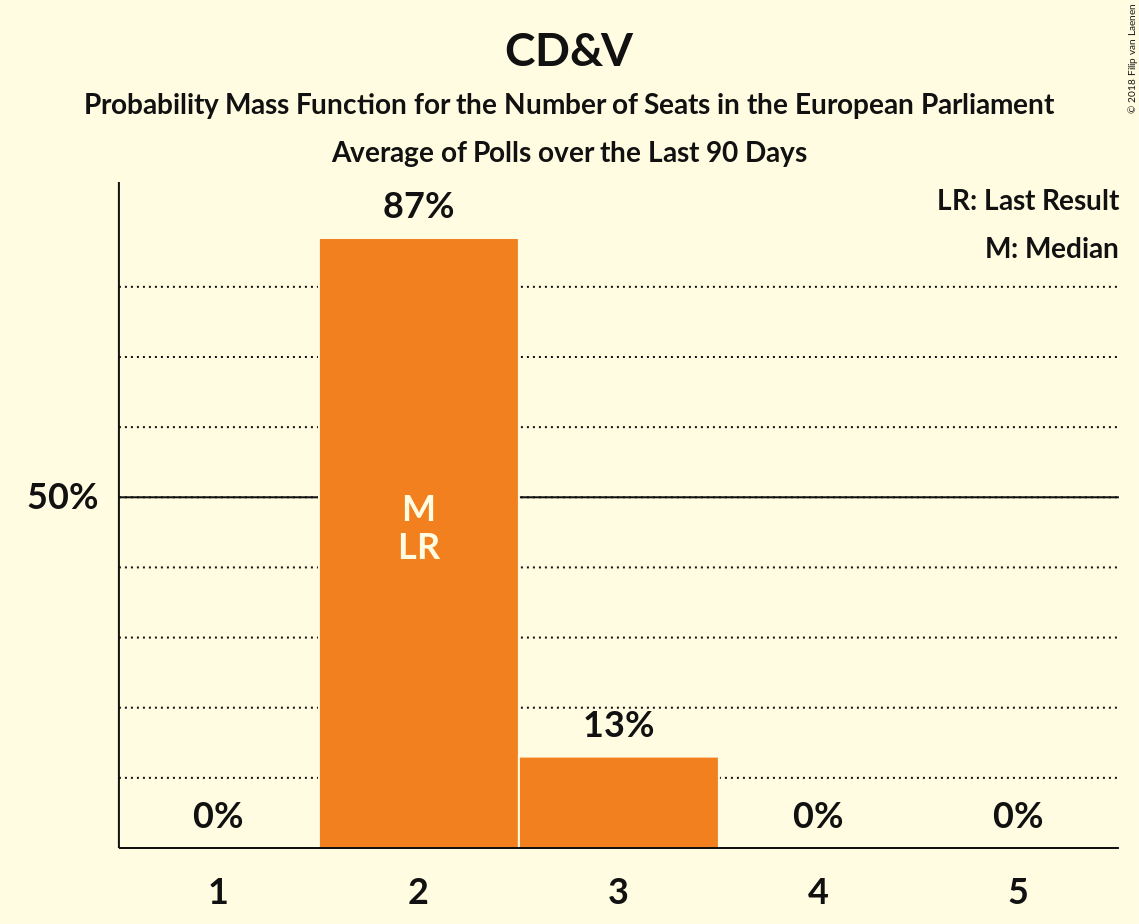 CD&V
Probability Mass Function for the Number of Seats in the European Parliament
Average of Polls over the Last 90 Days
© 2018 Filip van Laenen
LR: Last Result
M: Median
87%
50%
M
LR
13%
0%
0%
0%
1
2
3
4
5